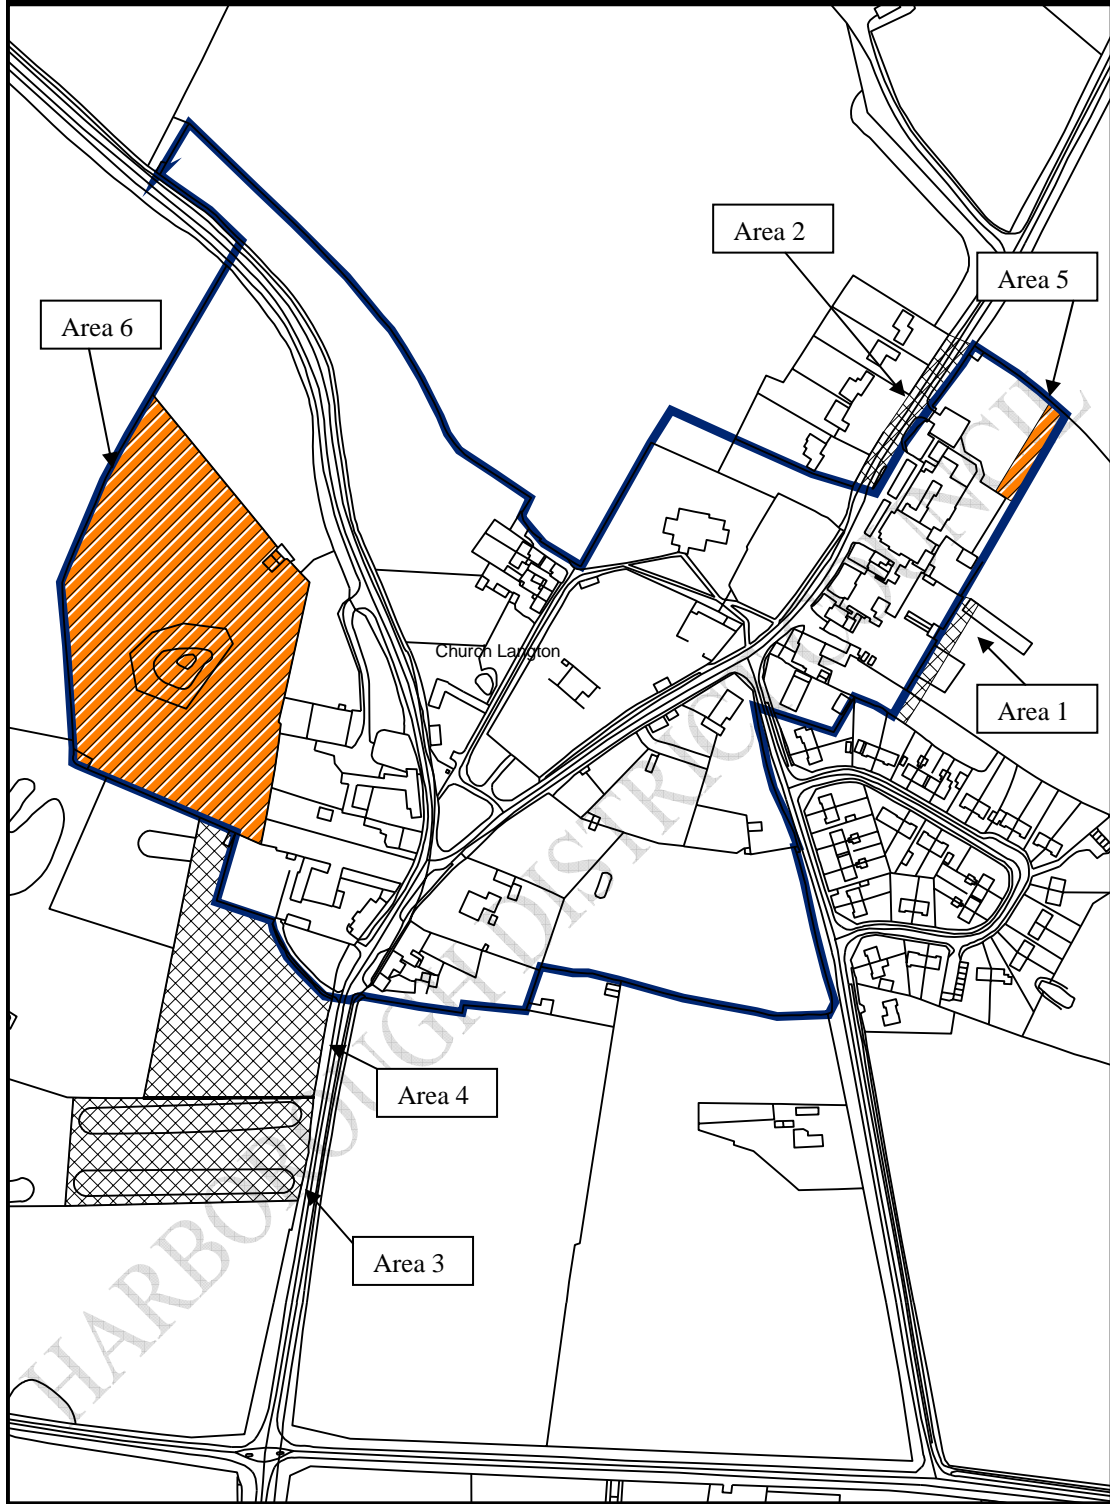 Area 2
Area 5
Area 6
Church Langton
Area 1
Area 4
Area 3
HARBOROUGH DISTRICT COUNCIL